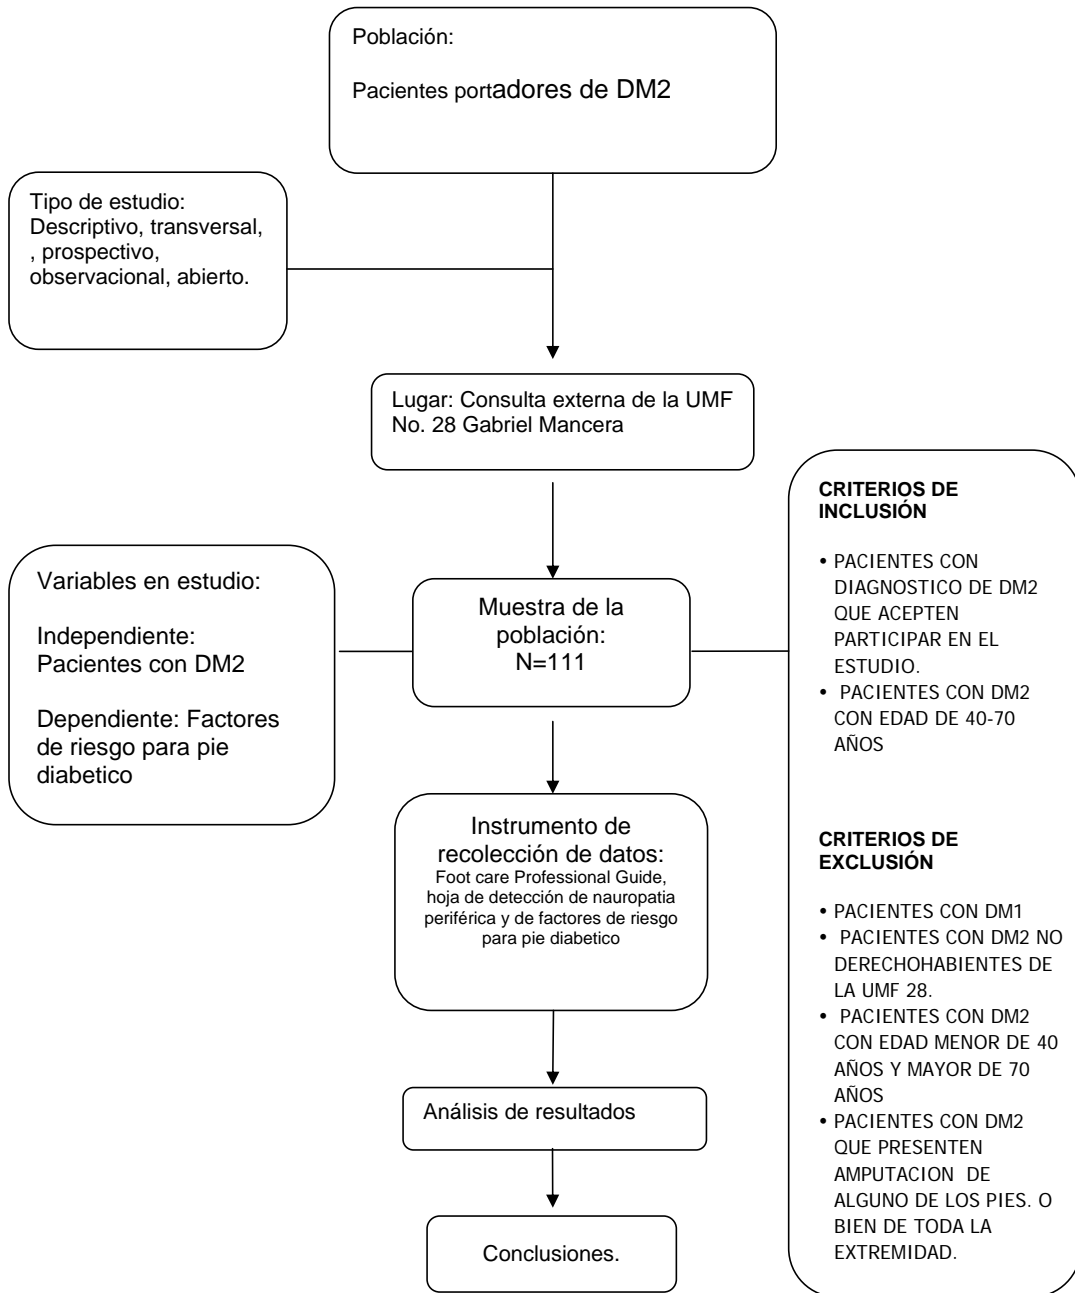 Población:
Pacientes portadores de DM2
Tipo de estudio:
Descriptivo, transversal,
, prospectivo,
observacional, abierto.
Lugar: Consulta externa de la UMF
No. 28 Gabriel Mancera
Variables en estudio:
Independiente:
Pacientes con DM2
Dependiente: Factores
de riesgo para pie
diabetico
Muestra de la
población:
N=111
CRITERIOS DE
INCLUSIÓN
• PACIENTES CON
DIAGNOSTICO DE DM2
QUE ACEPTEN
PARTICIPAR EN EL
ESTUDIO.
• PACIENTES CON DM2
CON EDAD DE 40-70
AÑOS
CRITERIOS DE
EXCLUSIÓN
• PACIENTES CON DM1
• PACIENTES CON DM2 NO
DERECHOHABIENTES DE
LA UMF 28.
• PACIENTES CON DM2
CON EDAD MENOR DE 40
AÑOS Y MAYOR DE 70
AÑOS
• PACIENTES CON DM2
QUE PRESENTEN
AMPUTACION DE
ALGUNO DE LOS PIES. O
BIEN DE TODA LA
EXTREMIDAD.
Instrumento de
recolección de datos:
Foot care Professional Guide,
hoja de detección de nauropatia
periférica y de factores de riesgo
para pie diabetico
Análisis de resultados
Conclusiones.